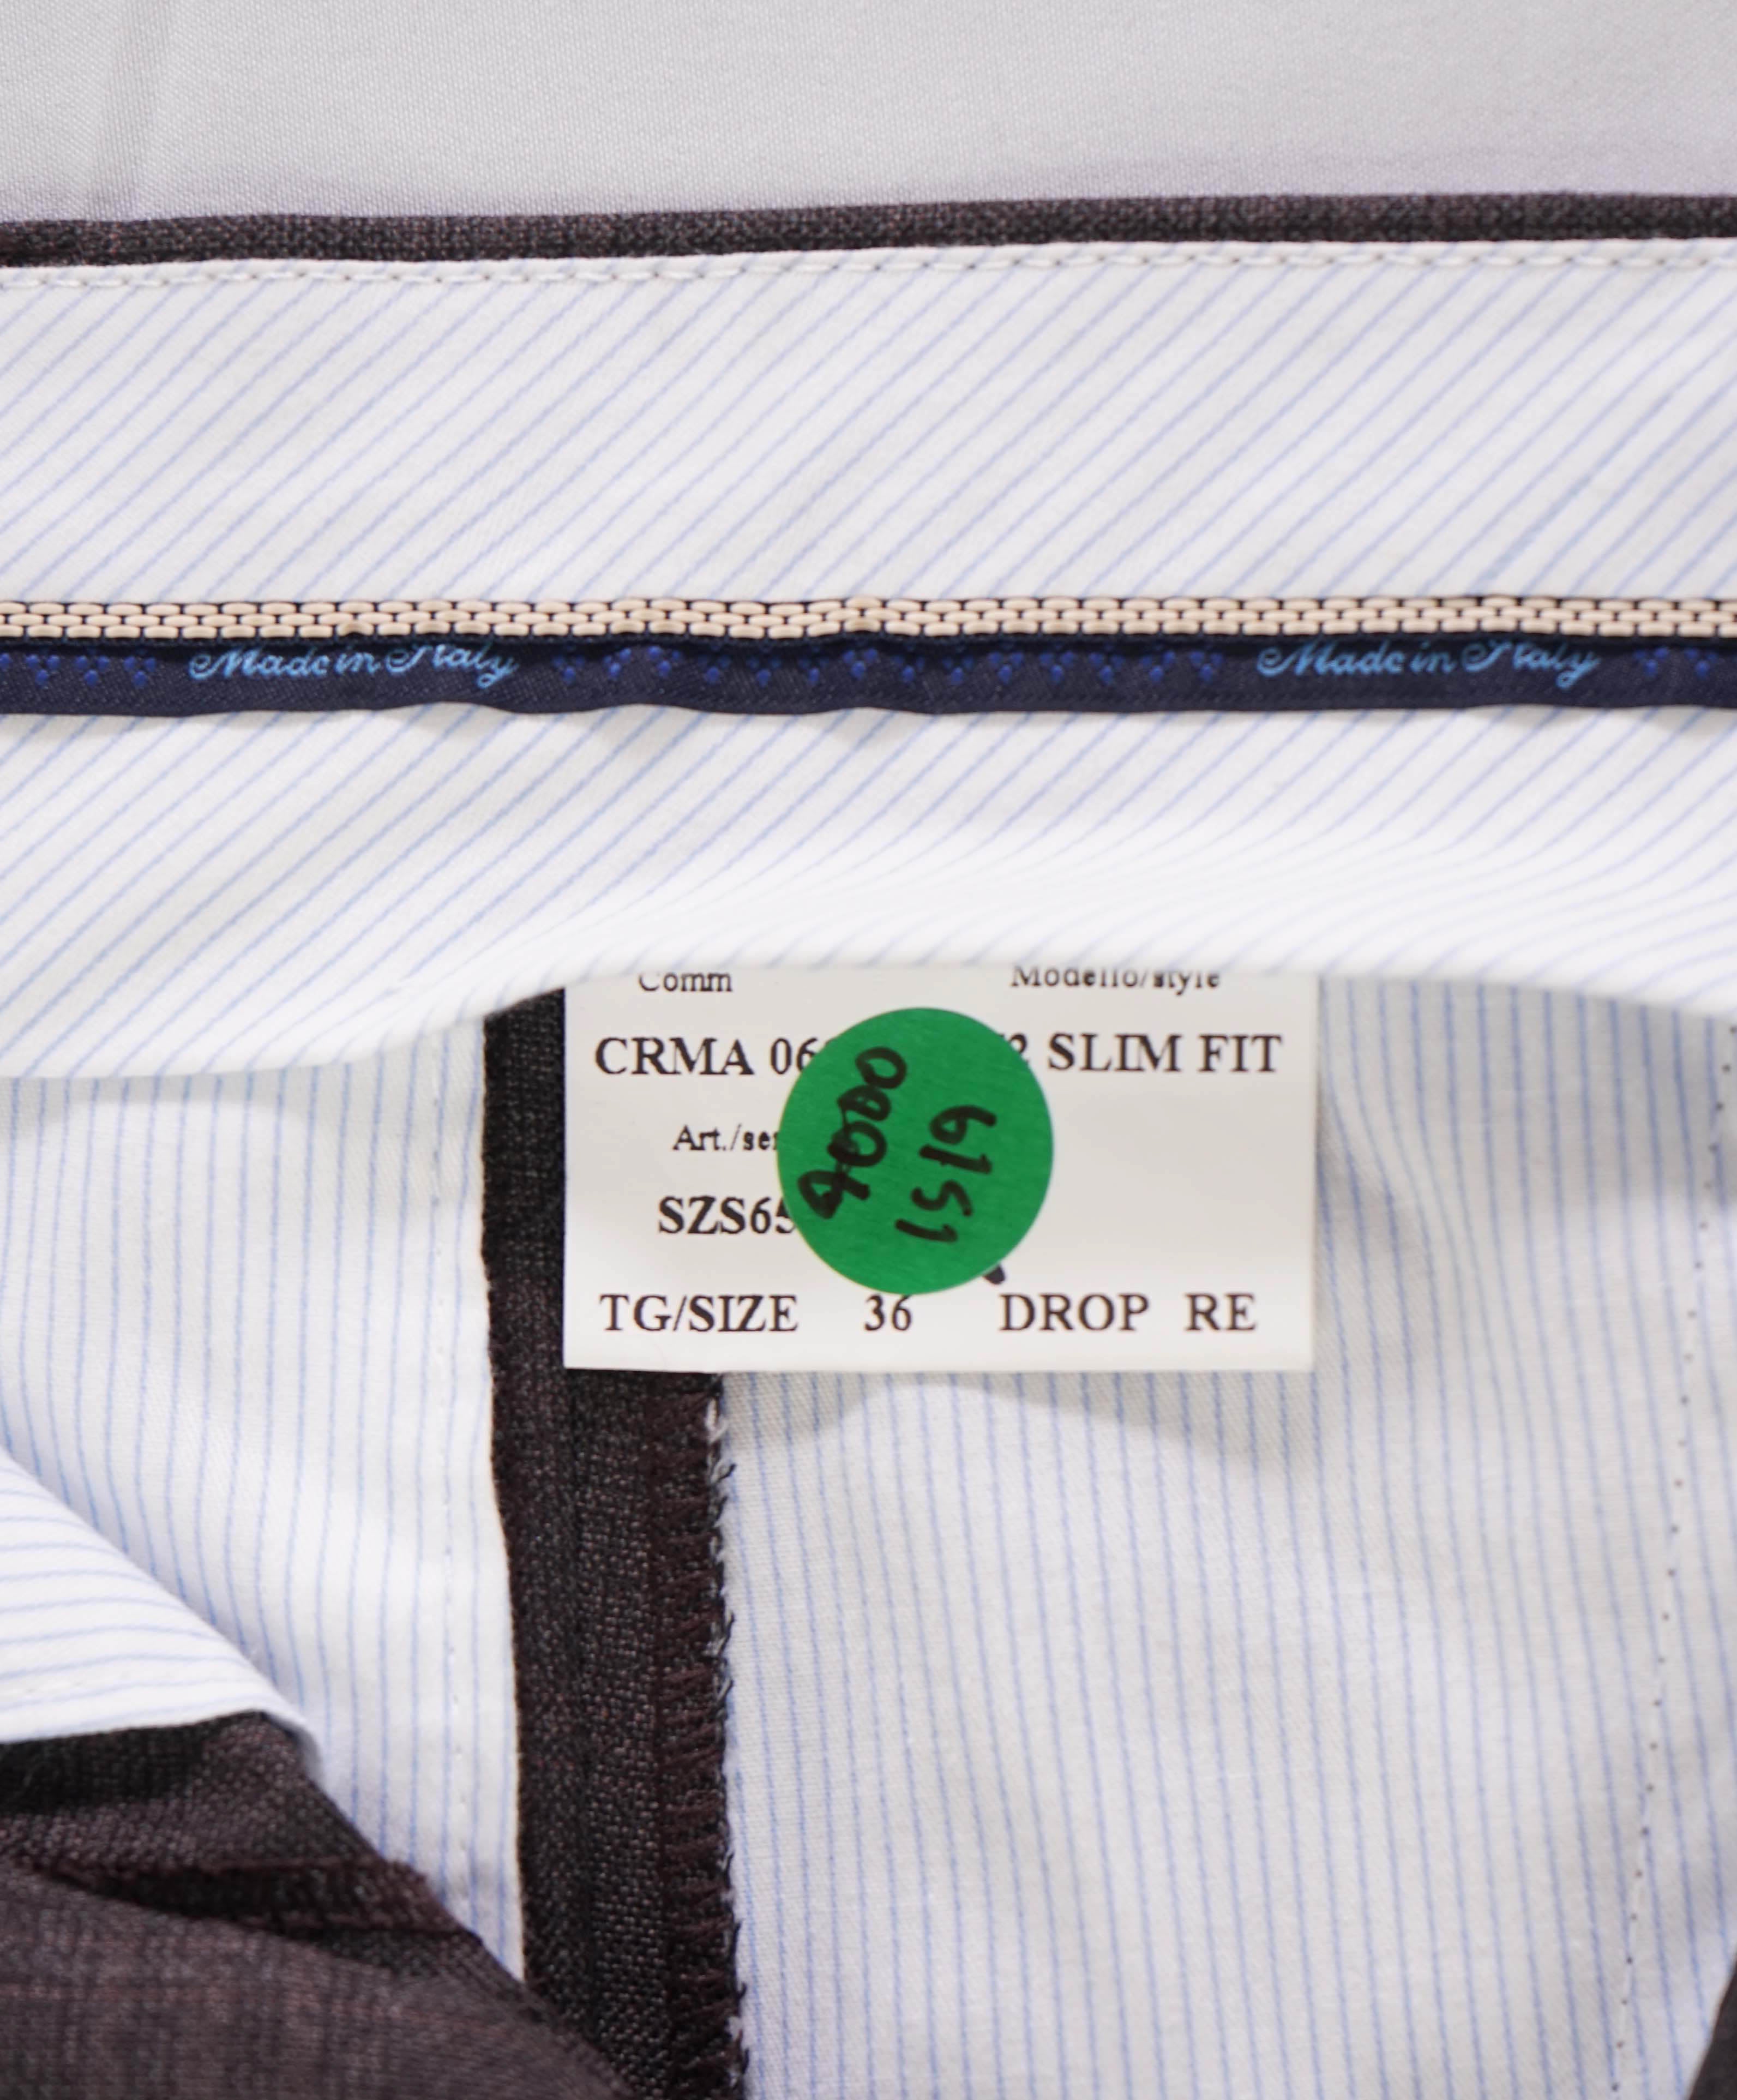 Made in Italy Made in Italy
Comm Modello/style
CRMA 06 2 SLIM FIT
Art./se
SZS65
4000
1519
TG/SIZE 36 DROP RE